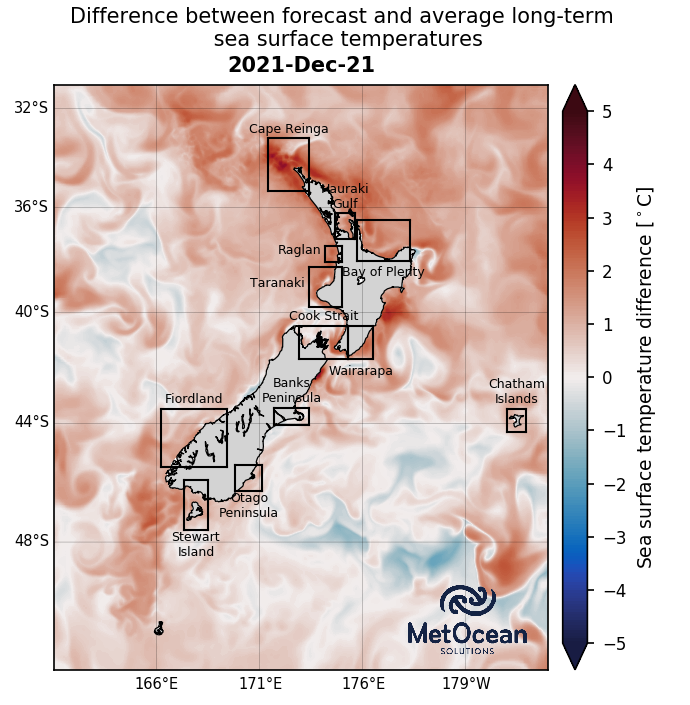 Difference between forecast and average long-term
sea surface temperatures
2021-Dec-21
32°S
36°S
40°S
44°S
48°S
Cape Reinga
Hauraki
Gulf
Raglan
Bay of Plenty
Taranaki
Cook Strait
Wairarapa
Banks
Peninsula
Chatham
Islands
Fiordland
Otago
Peninsula
Stewart
Island
MetOcean
SOLUTIONS
166°E
171°E
176°E
179°W
5
4
3
2
1
0
−1
−2
−3
−4
−5
Sea surface temperature difference [°C]